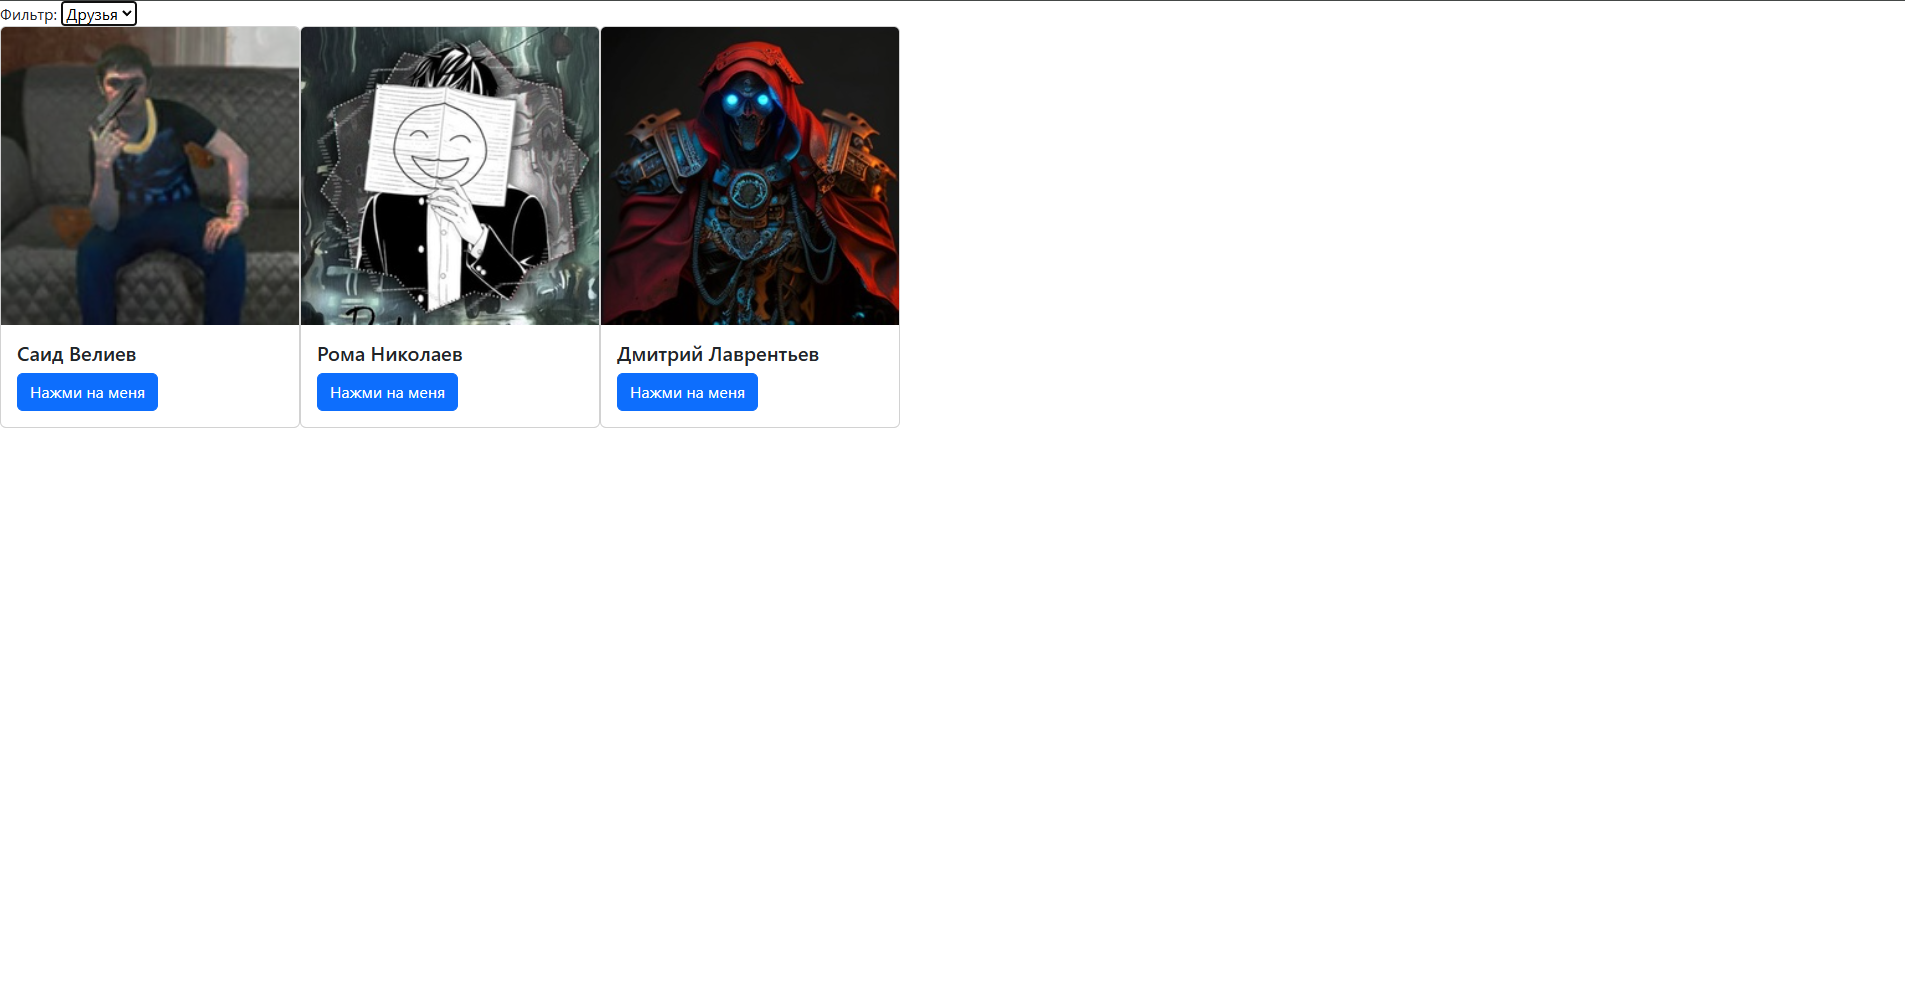 Фильтр: Друзья
Саид Велиев
Нажми на меня
Рома Николаев
Нажми на меня
Дмитрий Лаврентьев
Нажми на меня